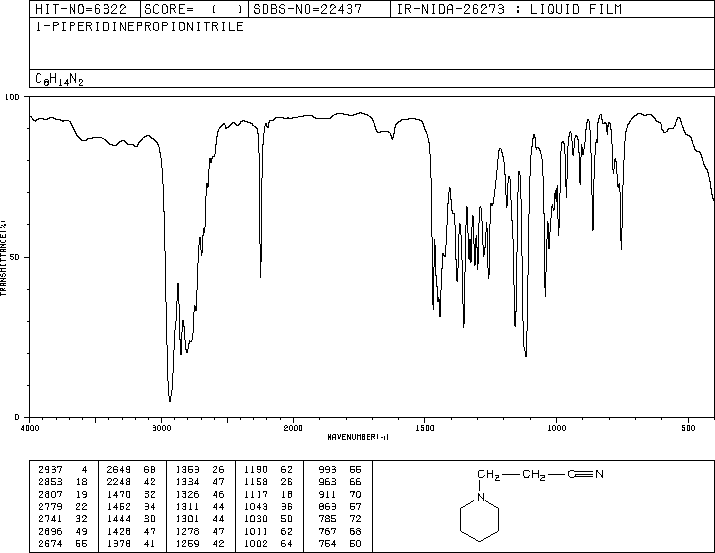 HIT-NO=6322 SCORE= ( ) SDBS-NO=22437 IR-NIDA-26273 : LIQUID FILM
1-PIPERIDINEPROPIONITRILE
C8H14N2
100
50
0
TRANSMITTANCE(%)
4000 3000 2000 1500 1000 500
WAVENUMBER(-1)
2937 4 2649 68 1353 26 1190 62 993 55
2853 18 2248 42 1334 47 1158 26 963 66
2807 19 1470 32 1326 46 1117 18 911 70
2779 22 1462 34 1311 44 1043 36 863 57
2741 32 1444 30 1301 44 1030 50 785 72
2696 49 1428 47 1278 47 1011 62 767 58
2674 55 1378 41 1259 42 1002 64 754 50
CH2 CH2 C N
N